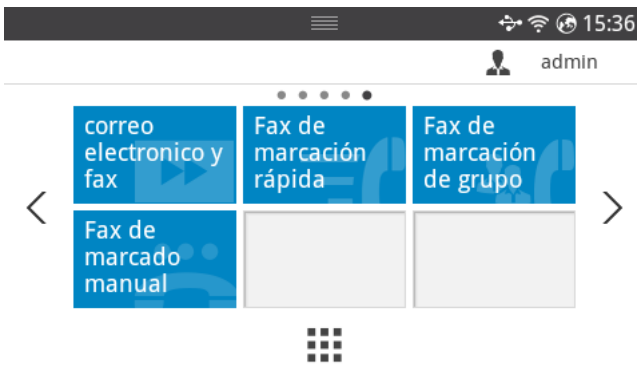 15:36
admin
correo
electronico y
fax
Fax de
marcación
rápida
Fax de
marcación
de grupo
Fax de
marcado
manual